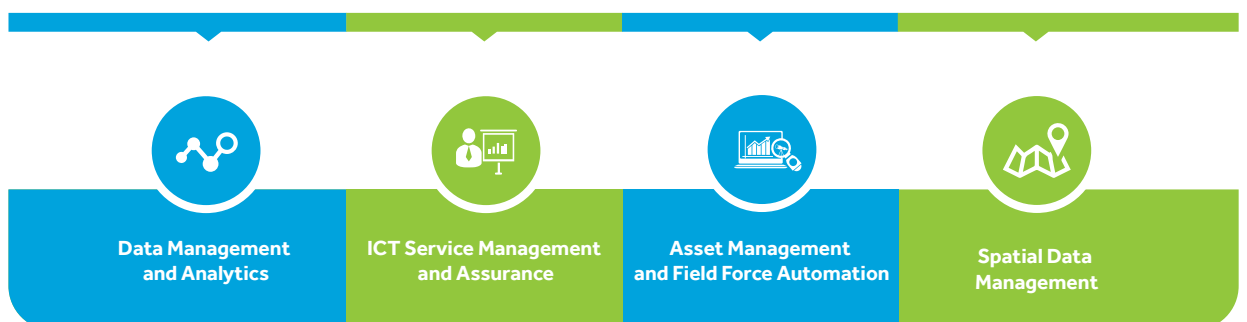 Data Management
and Analytics
ICT Service Management
and Assurance
Asset Management
and Field Force Automation
Spatial Data
Management